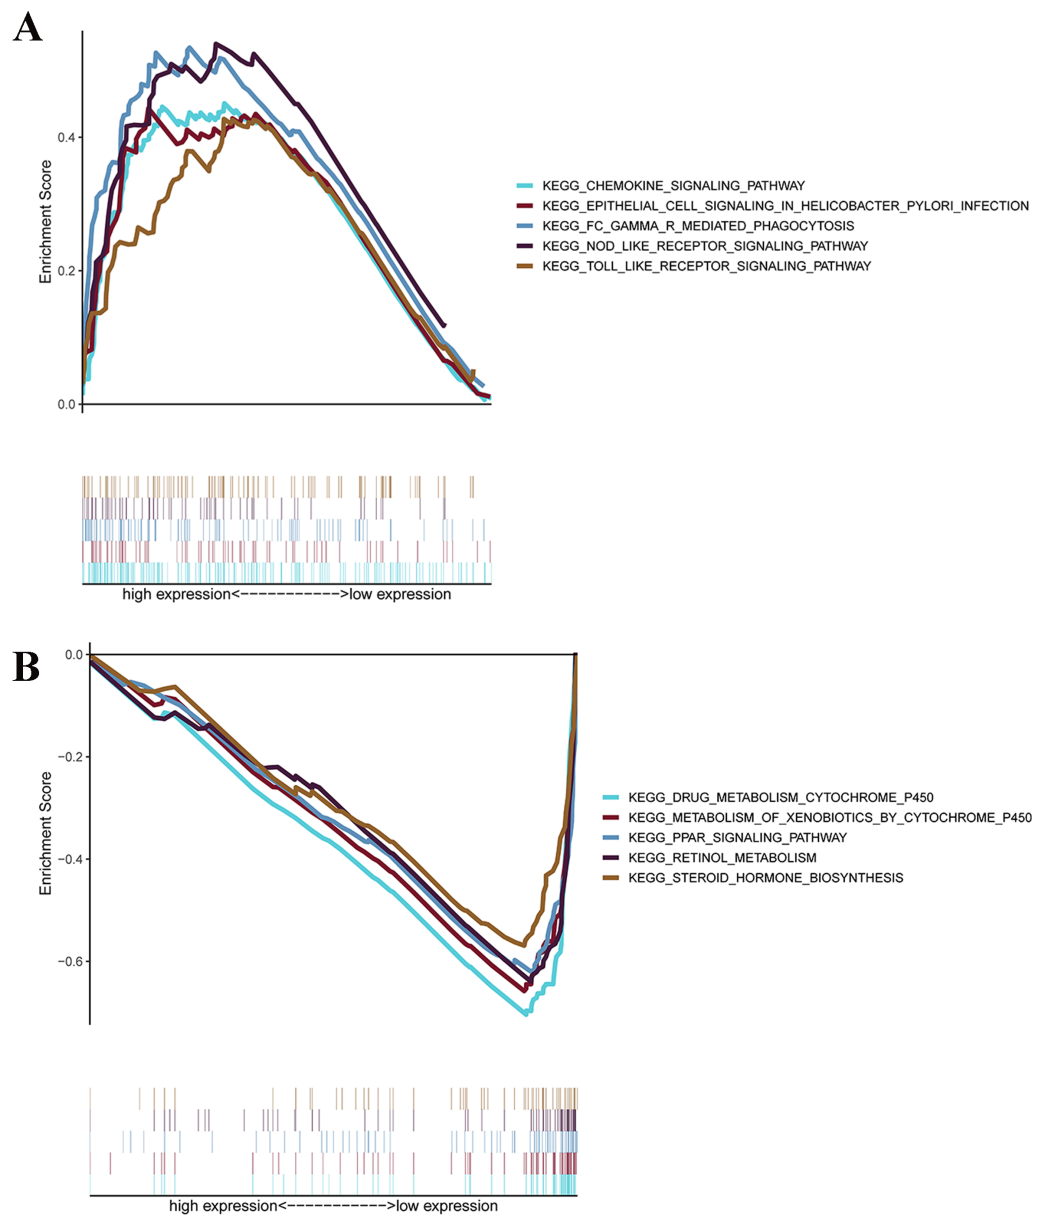 A
Enrichment Score
0.4
0.2
0.0
KEGG_CHEMOKINE_SIGNALING_PATHWAY
KEGG_EPITHELIAL_CELL_SIGNALING_IN_HELICOBACTER_PYLORI_INFECTION
KEGG_FC_GAMMA_R_MEDIATED_PHAGOCYTOSIS
KEGG_NOD_LIKE_RECEPTOR_SIGNALING_PATHWAY
KEGG_TOLL_LIKE_RECEPTOR_SIGNALING_PATHWAY
high expression<----------->low expression
B
Enrichment Score
0.0
−0.2
−0.4
−0.6
KEGG_DRUG_METABOLISM_CYTOCHROME_P450
KEGG_METABOLISM_OF_XENOBIOTICS_BY_CYTOCHROME_P450
KEGG_PPAR_SIGNALING_PATHWAY
KEGG_RETINOL_METABOLISM
KEGG_STEROID_HORMONE_BIOSYNTHESIS
high expression<----------->low expression